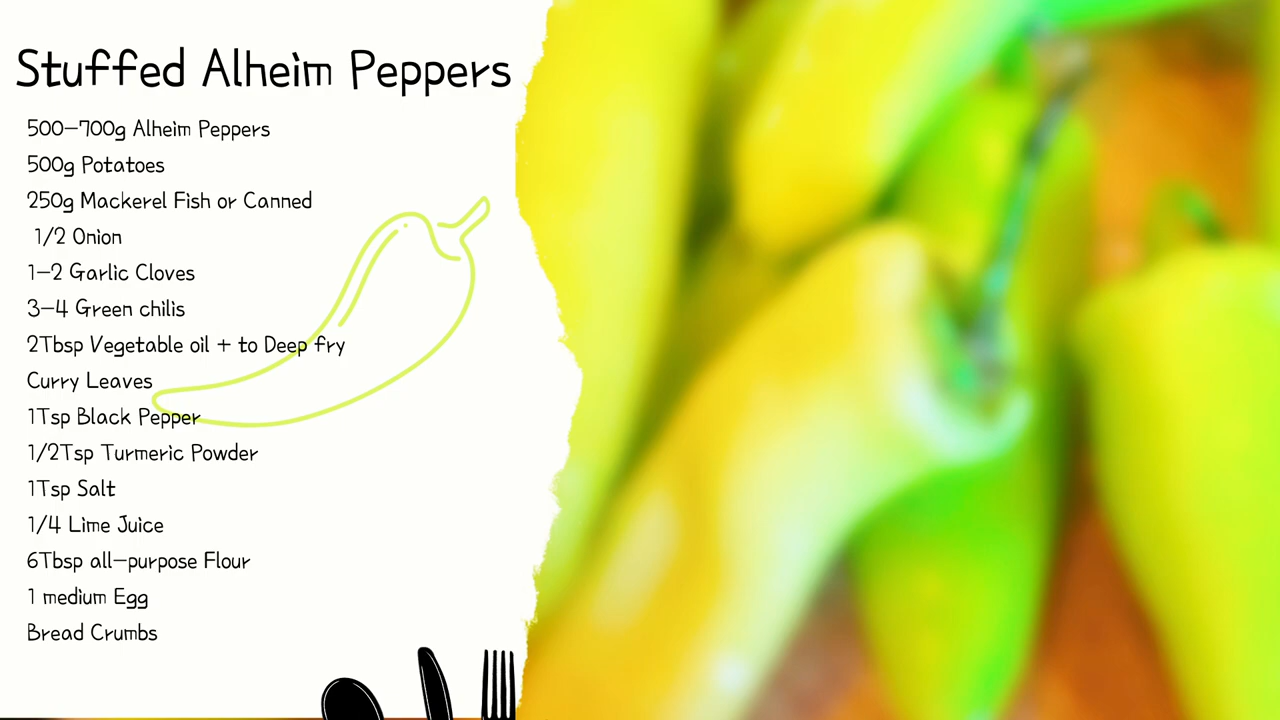 Stuffed Alheim Peppers
500-700g Alheim Peppers
500g Potatoes
250g Mackerel Fish or Canned
1/2 Onion
1-2 Garlic Cloves
3-4 Green chilis
2Tbsp Vegetable oil + to Deep fry
Curry Leaves
1Tsp Black Pepper
1/2Tsp Turmeric Powder
1Tsp Salt
1/4 Lime Juice
6Tbsp all-purpose Flour
1 medium Egg
Bread Crumbs